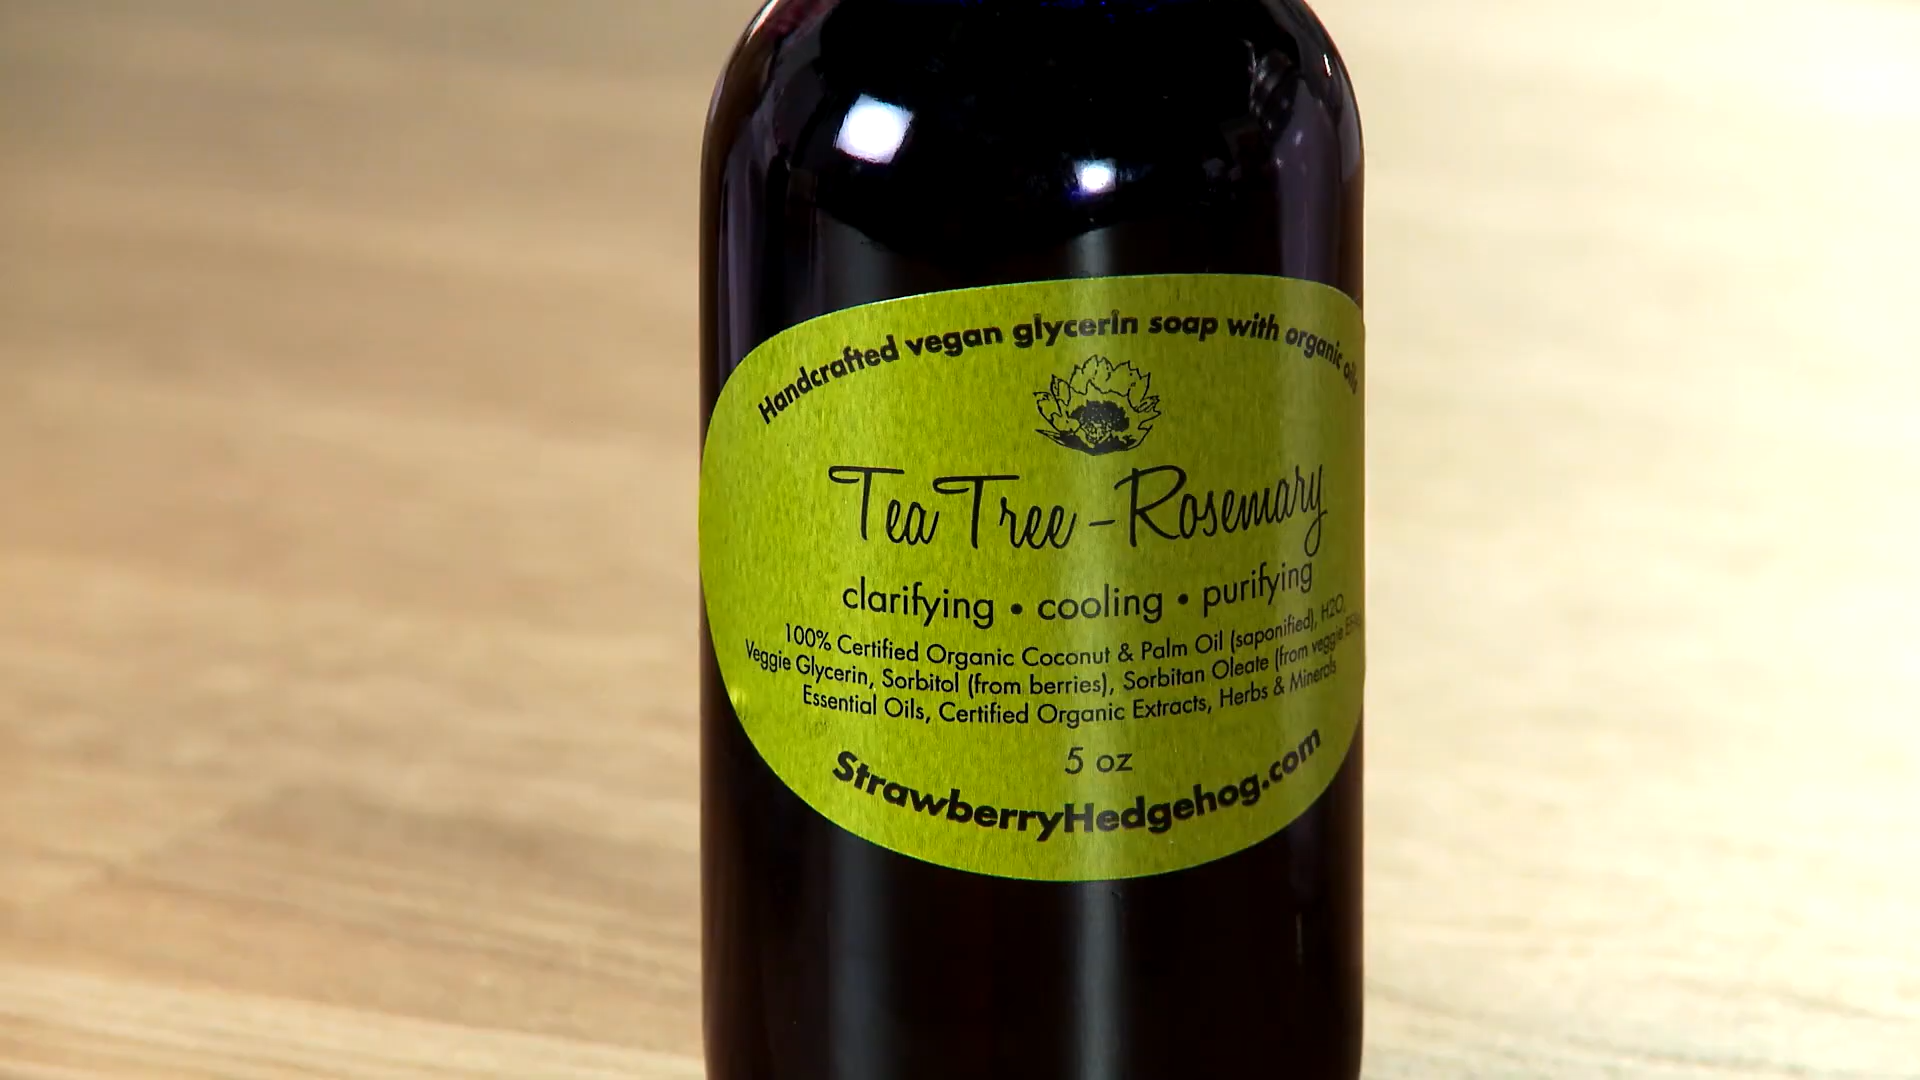 Handcrafted vegan glycerin soap with organic oils
Tea Tree - Rosemary
clarifying • cooling • purifying
100% Certified Organic Coconut & Palm Oil (saponified), H2O,
Veggie Glycerin, Sorbitol (from berries), Sorbitan Oleate (from veggie
Essential Oils, Certified Organic Extracts, Herbs & Minerals
5 oz
StrawberryHedgehog.com